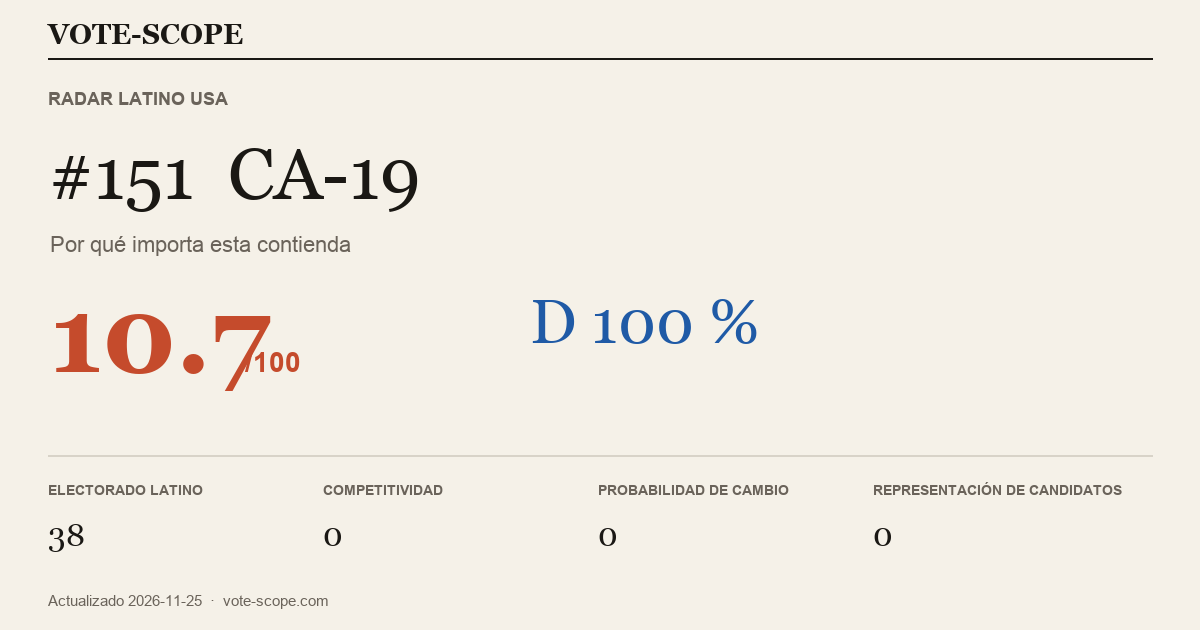 VOTE-SCOPE
RADAR LATINO USA
#151 CA-19
Por qué importa esta contienda
10.7/100
D 100 %
ELECTORADO LATINO
38
COMPETITIVIDAD
0
PROBABILIDAD DE CAMBIO
0
REPRESENTACIÓN DE CANDIDATOS
0
Actualizado 2026-11-25 · vote-scope.com